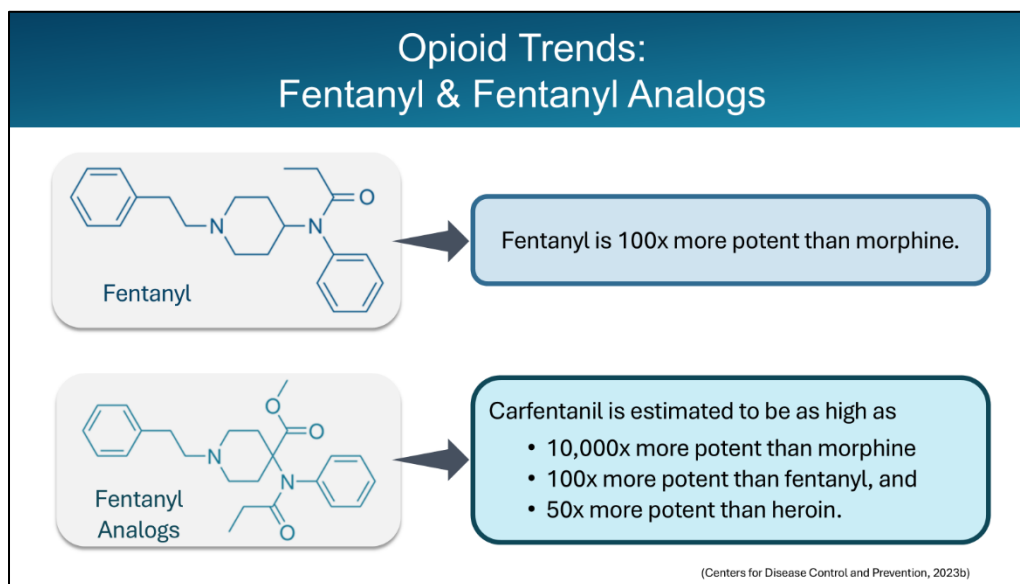 Opioid Trends:
Fentanyl & Fentanyl Analogs
O
N
N
Fentanyl
Fentanyl is 100x more potent than morphine.
O
O
N
N
O
Fentanyl
Analogs
Carfentanil is estimated to be as high as
• 10,000x more potent than morphine
• 100x more potent than fentanyl, and
• 50x more potent than heroin.
(Centers for Disease Control and Prevention, 2023b)